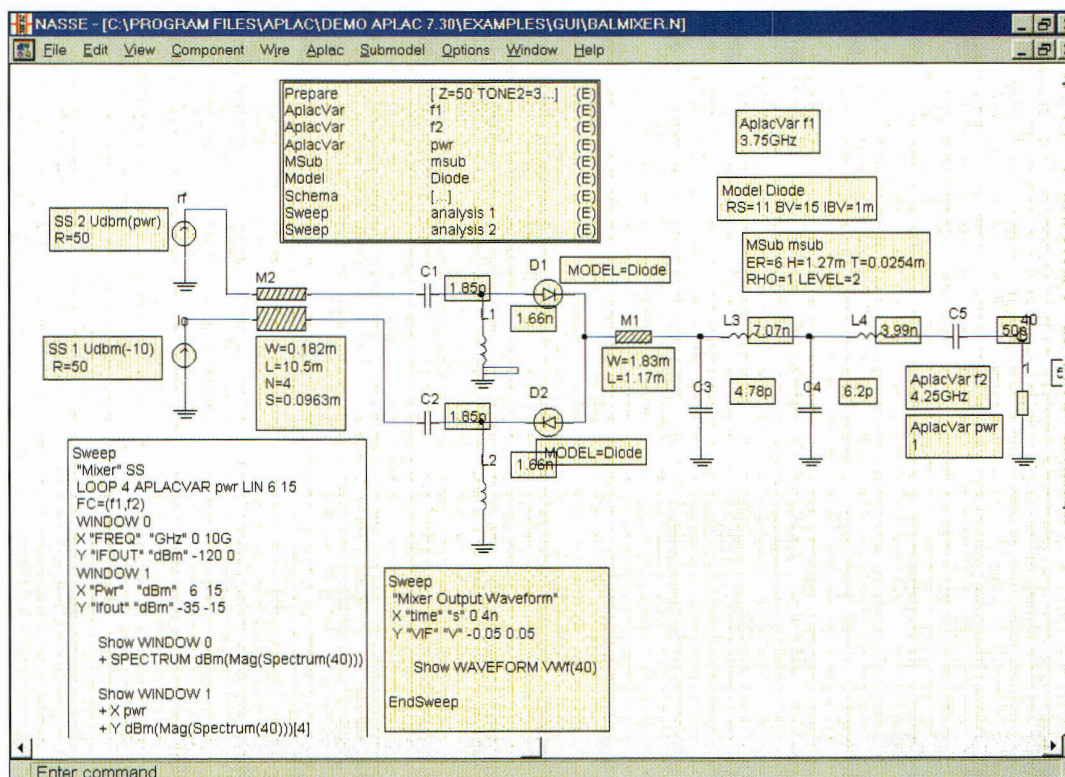 NASSE - [C:\PROGRAM FILES\APLAC\DEMO APLAC 7.30\EXAMPLES\GUI\BALMIXER.N]
File Edit View Component Wire Aplac Submodel Options Window Help
Prepare [ Z=50 TONE2=3...] (E)
AplacVar f1 (E)
AplacVar f2 (E)
AplacVar pwr (E)
MSub msub (E)
Model Diode (E)
Schema [...] (E)
Sweep analysis 1 (E)
Sweep analysis 2 (E)
AplacVar f1
3.75GHz
Model Diode
RS=11 BV=15 IBV=1m
MSub msub
ER=6 H=1.27m T=0.0254m
RHO=1 LEVEL=2
rf
SS 2 Udbm(pwr)
R=50
lo
SS 1 Udbm(-10)
R=50
M2
W=0.182m
L=10.5m
N=4
S=0.0963m
C1
1.85p
L1
1.66n
D1
MODEL=Diode
C2
1.85p
L2
1.66n
D2
MODEL=Diode
M1
W=1.83m
L=1.17m
L3
7.07n
L4
3.99n
C5
50n
40
C3
4.78p
C4
6.2p
r1
5
AplacVar f2
4.25GHz
AplacVar pwr
1
Sweep
"Mixer" SS
LOOP 4 APLACVAR pwr LIN 6 15
FC=(f1,f2)
WINDOW 0
X "FREQ" "GHz" 0 10G
Y "IFOUT" "dBm" -120 0
WINDOW 1
X "Pwr" "dBm" 6 15
Y "Ifout" "dBm" -35 -15
Show WINDOW 0
+ SPECTRUM dBm(Mag(Spectrum(40)))
Show WINDOW 1
+ X pwr
+ Y dBm(Mag(Spectrum(40)))[4]
Sweep
"Mixer Output Waveform"
X "time" "s" 0 4n
Y "VIF" "V" -0.05 0.05
Show WAVEFORM VWf(40)
EndSweep
Enter command